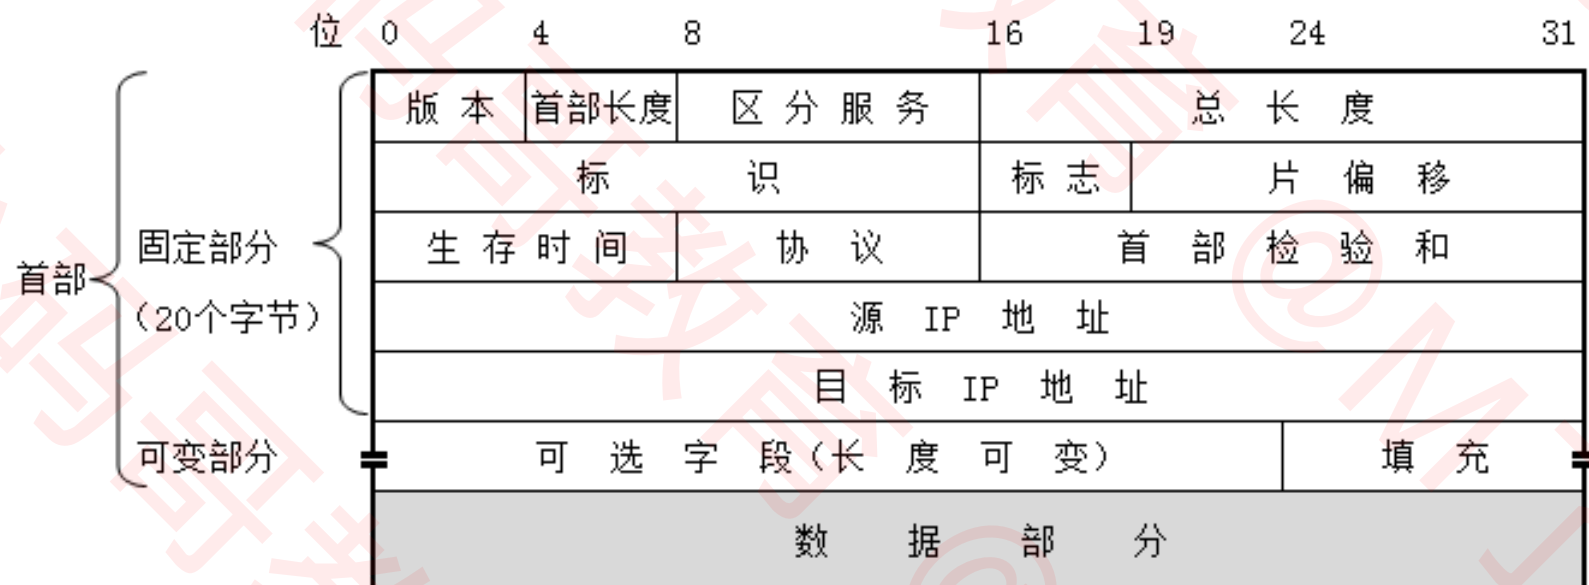 位 0 4 8 16 19 24 31
版本 首部长度 区分服务 总长度
标识 标志 片偏移
固定部分 生存时间 协议 首部检验和
首部
（20个字节） 源 IP 地址
目标 IP 地址
可变部分 可选字段（长度可变） 填充
数据部分
码哥教育
@M